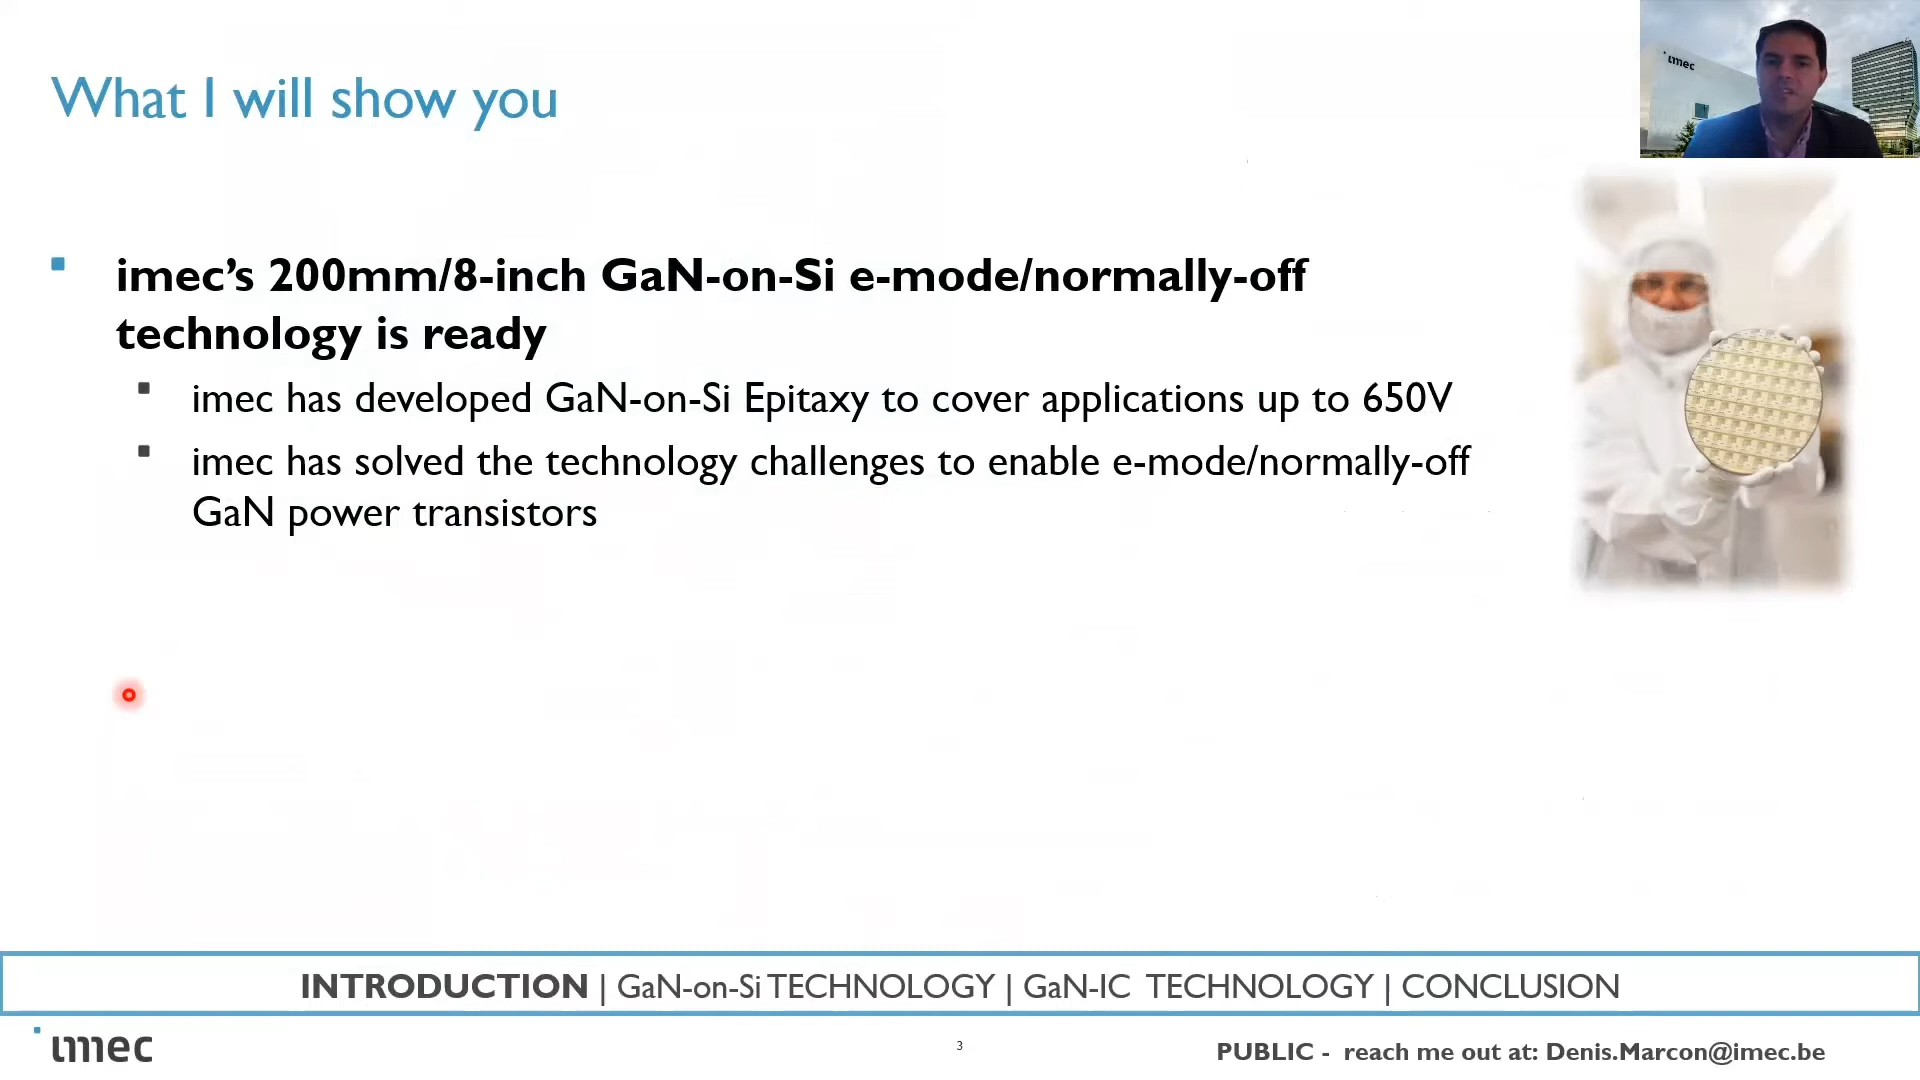 imec
What I will show you
imec’s 200mm/8-inch GaN-on-Si e-mode/normally-off
technology is ready
imec has developed GaN-on-Si Epitaxy to cover applications up to 650V
imec has solved the technology challenges to enable e-mode/normally-off
GaN power transistors
INTRODUCTION | GaN-on-Si TECHNOLOGY | GaN-IC TECHNOLOGY | CONCLUSION
imec
3
PUBLIC - reach me out at: Denis.Marcon@imec.be